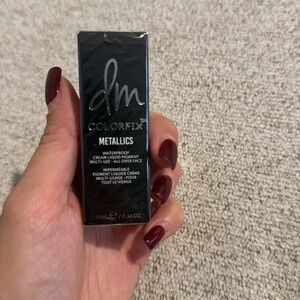 dm
COLORFIX™
METALLICS
WATERPROOF
CREAM LIQUID PIGMENT
MULTI-USE - ALL OVER FACE
IMPERMÉABLE
PIGMENT LIQUIDE CRÈME
MULTI-USAGE - POUR
TOUT LE VISAGE
10ML ℮ / 0.34 OZ